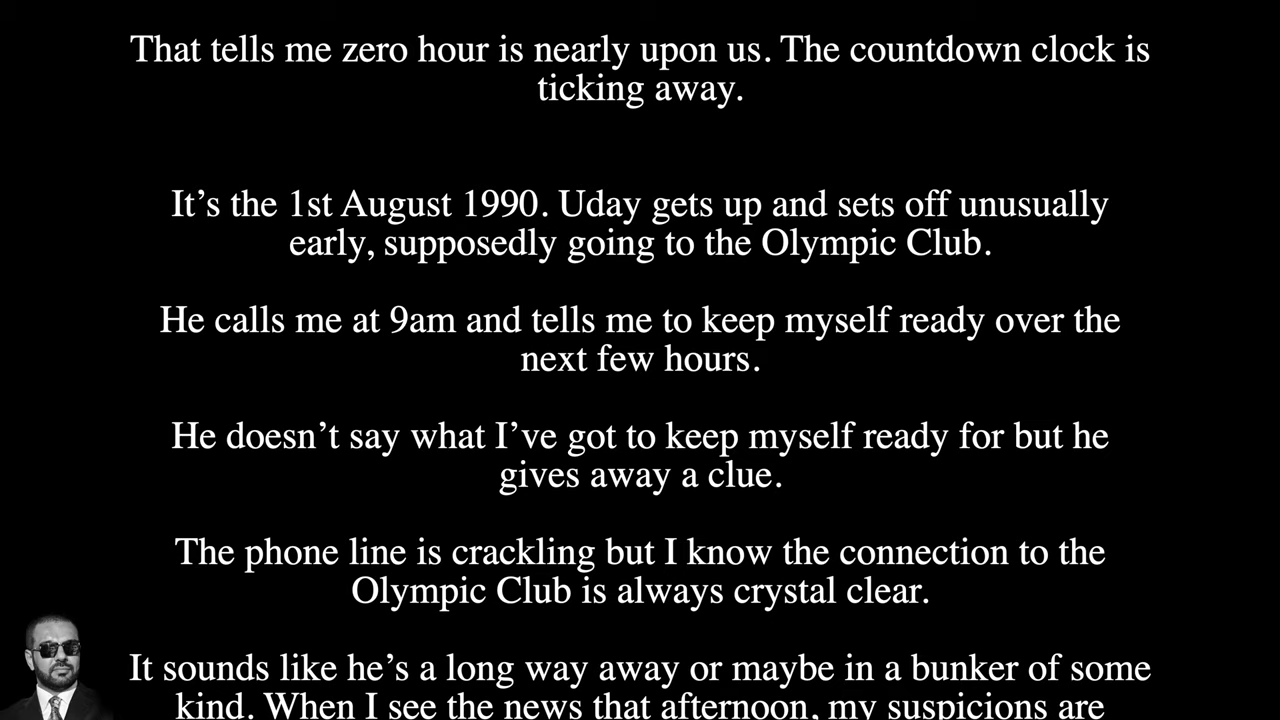 That tells me zero hour is nearly upon us. The countdown clock is
ticking away.
It’s the 1st August 1990. Uday gets up and sets off unusually
early, supposedly going to the Olympic Club.
He calls me at 9am and tells me to keep myself ready over the
next few hours.
He doesn’t say what I’ve got to keep myself ready for but he
gives away a clue.
The phone line is crackling but I know the connection to the
Olympic Club is always crystal clear.
It sounds like he’s a long way away or maybe in a bunker of some
kind. When I see the news that afternoon, my suspicions are